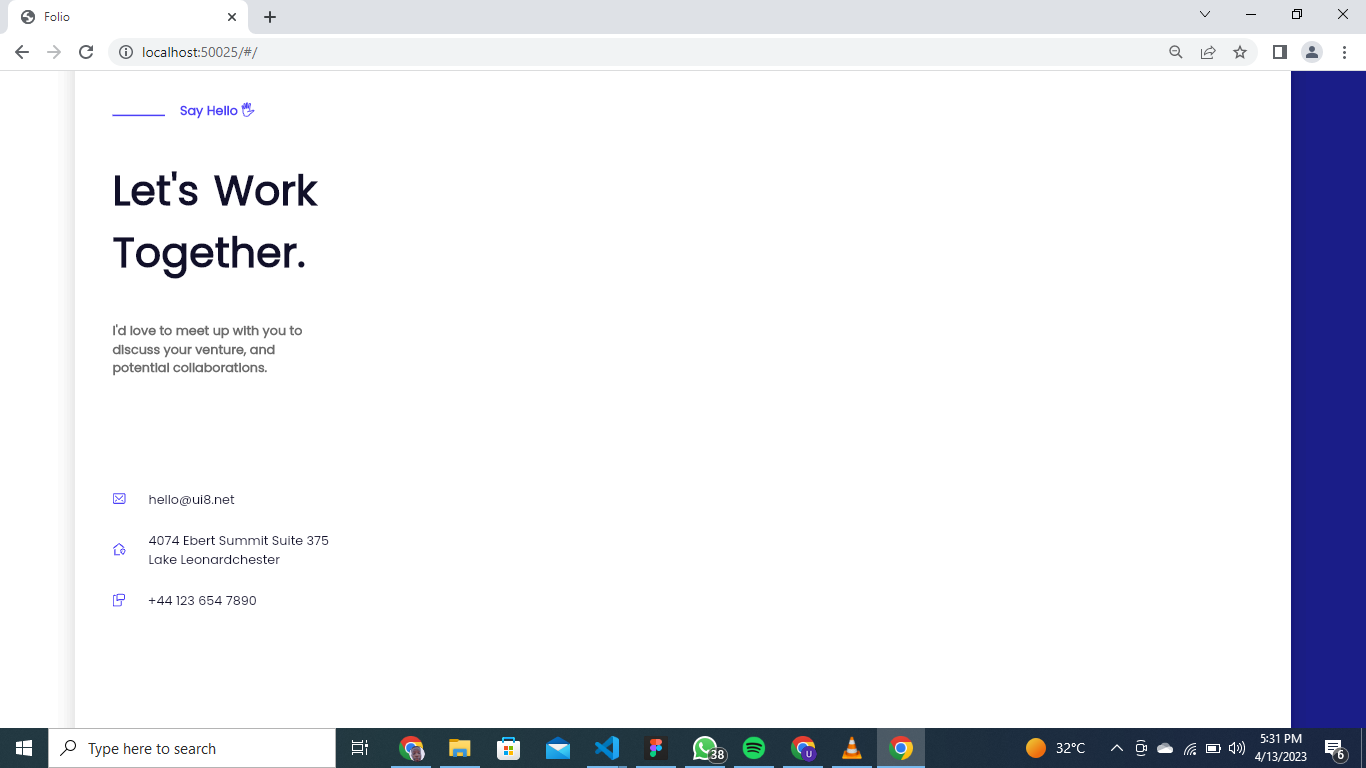 Folio
localhost:50025/#/
Say Hello 🖐
Let's Work
Together.
I'd love to meet up with you to
discuss your venture, and
potential collaborations.
hello@ui8.net
4074 Ebert Summit Suite 375
Lake Leonardchester
+44 123 654 7890
Type here to search
38
U
32°C
5:31 PM
4/13/2023
6